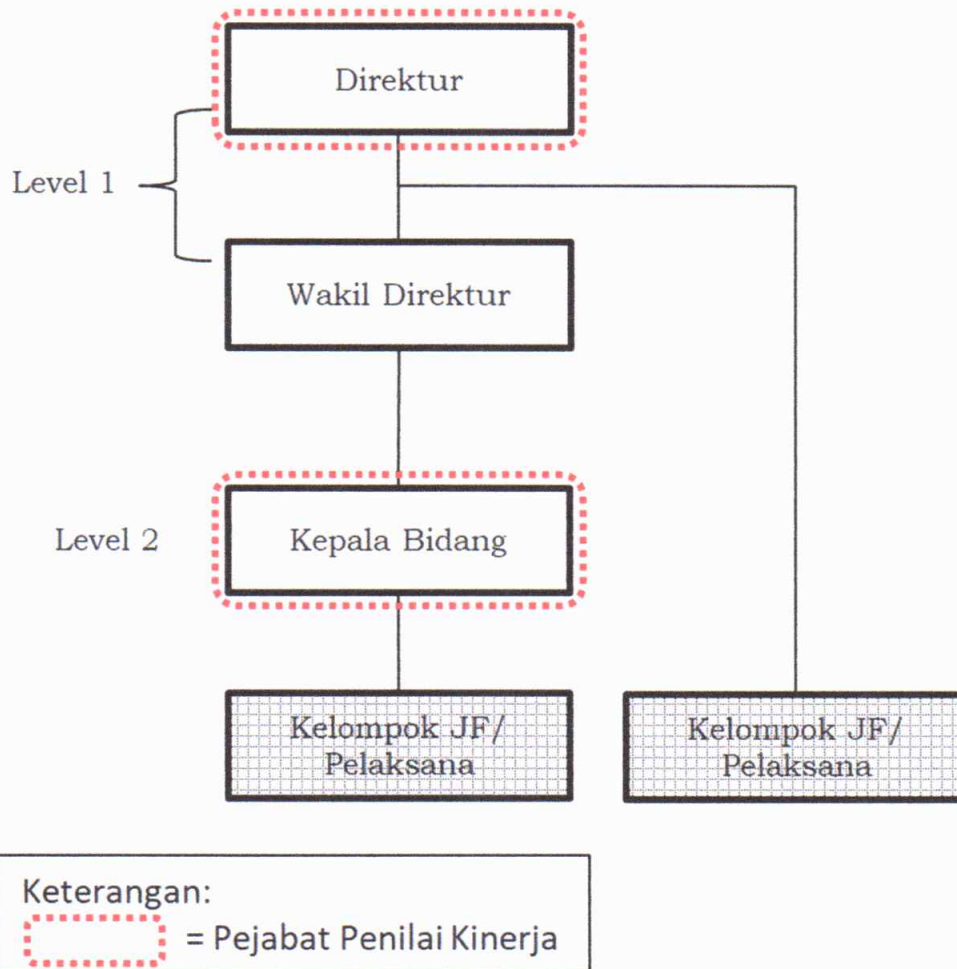 Direktur
Level 1
Wakil Direktur
Level 2
Kepala Bidang
Kelompok JF/
Pelaksana
Kelompok JF/
Pelaksana
Keterangan:
= Pejabat Penilai Kinerja